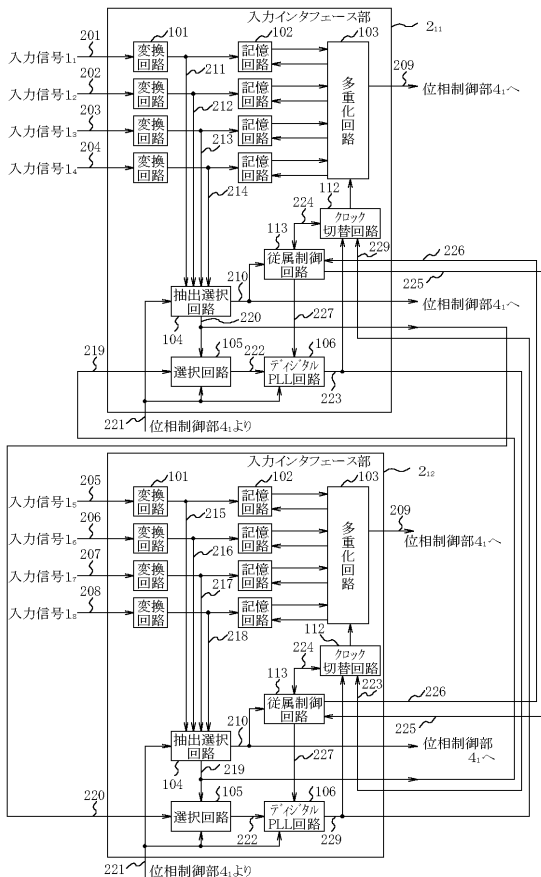 入力インタフェース部
2₁₁
201
101
102
103
入力信号1₁
変換
回路
記憶
回路
211
209
位相制御部4₁へ
202
入力信号1₂
変換
回路
記憶
回路
212
多重化回路
203
入力信号1₃
変換
回路
記憶
回路
213
204
入力信号1₄
変換
回路
記憶
回路
214
112
224
クロック
切替回路
113
229
従属制御
回路
226
225
210
抽出選択
回路
位相制御部4₁へ
104
220
227
219
105
106
選択回路
222
ディジタル
PLL回路
223
221
位相制御部4₁より
入力インタフェース部
2₁₂
205
101
102
103
入力信号1₅
変換
回路
記憶
回路
215
209
位相制御部4₁へ
206
入力信号1₆
変換
回路
記憶
回路
216
多重化回路
207
入力信号1₇
変換
回路
記憶
回路
217
208
入力信号1₈
変換
回路
記憶
回路
218
112
224
クロック
切替回路
113
223
従属制御
回路
226
225
210
抽出選択
回路
位相制御部
4₁へ
104
219
227
220
105
106
選択回路
222
ディジタル
PLL回路
229
221
位相制御部4₁より